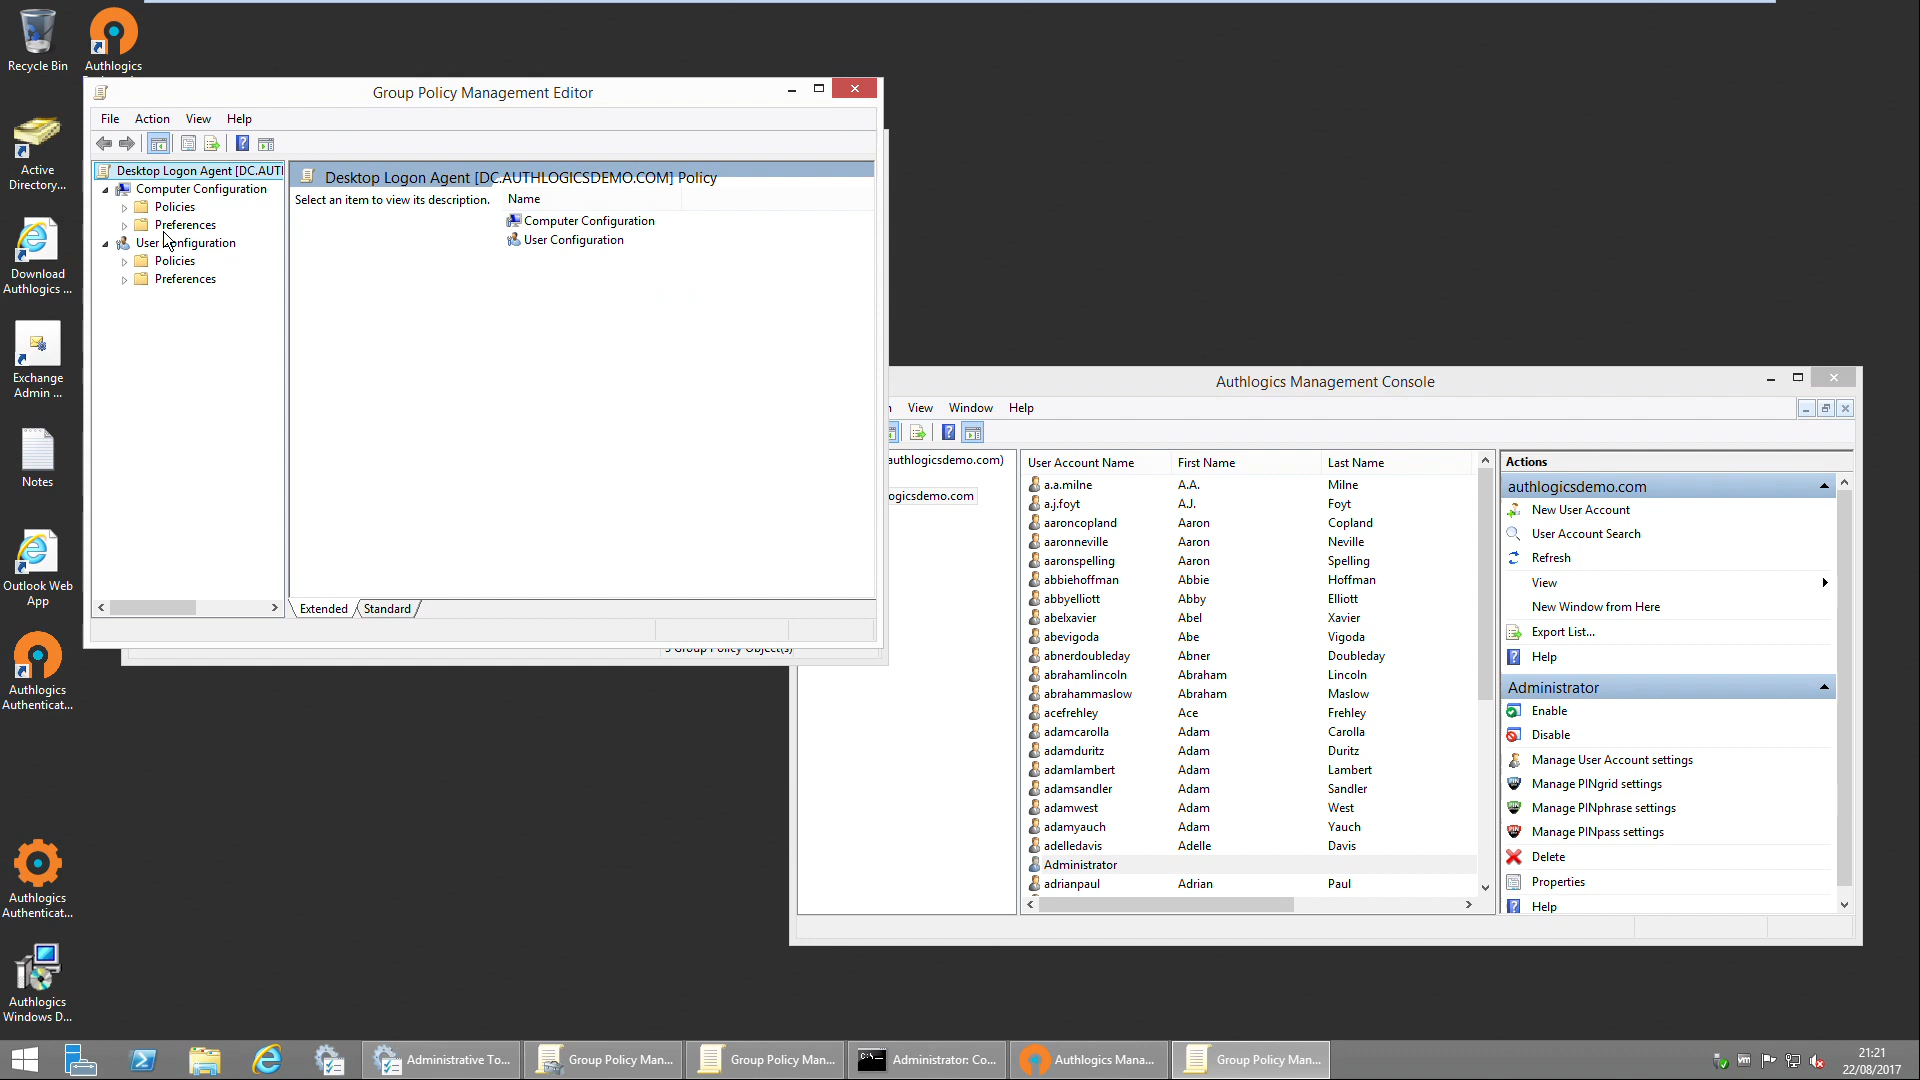 Recycle Bin
Authlogics
Active
Directory...
Download
Authlogics ...
Exchange
Admin ...
Notes
Outlook Web
App
Authlogics
Authenticat...
Authlogics
Authenticat...
Authlogics
Windows D...
Group Policy Management Editor
File Action View Help
Desktop Logon Agent [DC.AUTI
Computer Configuration
Policies
Preferences
User Configuration
Policies
Preferences
Desktop Logon Agent [DC.AUTHLOGICSDEMO.COM] Policy
Select an item to view its description.
Name
Computer Configuration
User Configuration
Extended Standard
5 Group Policy Object(s)
Authlogics Management Console
View Window Help
authlogicsdemo.com)
ogicsdemo.com
User Account Name First Name Last Name
a.a.milne A.A. Milne
a.j.foyt A.J. Foyt
aaroncopland Aaron Copland
aaronneville Aaron Neville
aaronspelling Aaron Spelling
abbiehoffman Abbie Hoffman
abbyelliott Abby Elliott
abelxavier Abel Xavier
abevigoda Abe Vigoda
abnerdoubleday Abner Doubleday
abrahamlincoln Abraham Lincoln
abrahammaslow Abraham Maslow
acefrehley Ace Frehley
adamcarolla Adam Carolla
adamduritz Adam Duritz
adamlambert Adam Lambert
adamsandler Adam Sandler
adamwest Adam West
adamyauch Adam Yauch
adelledavis Adelle Davis
Administrator
adrianpaul Adrian Paul
Actions
authlogicsdemo.com
New User Account
User Account Search
Refresh
View
New Window from Here
Export List...
Help
Administrator
Enable
Disable
Manage User Account settings
Manage PINgrid settings
Manage PINphrase settings
Manage PINpass settings
Delete
Properties
Help
Administrative To...
Group Policy Man...
Group Policy Man...
Administrator: Co...
Authlogics Mana...
Group Policy Man...
21:21
22/08/2017